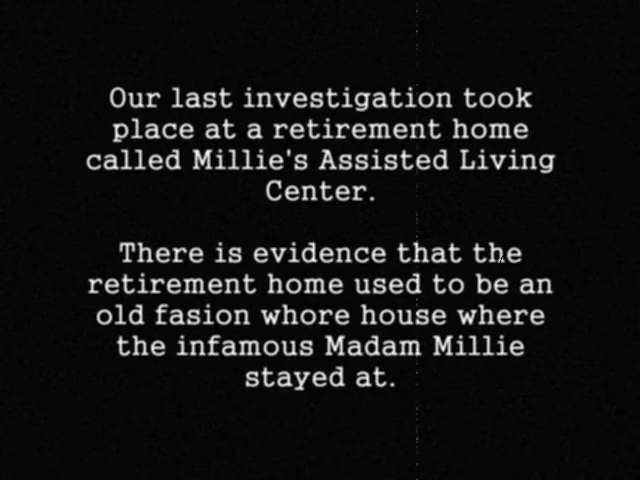 Our last investigation took
place at a retirement home
called Millie's Assisted Living
Center.
There is evidence that the
retirement home used to be an
old fasion whore house where
the infamous Madam Millie
stayed at.